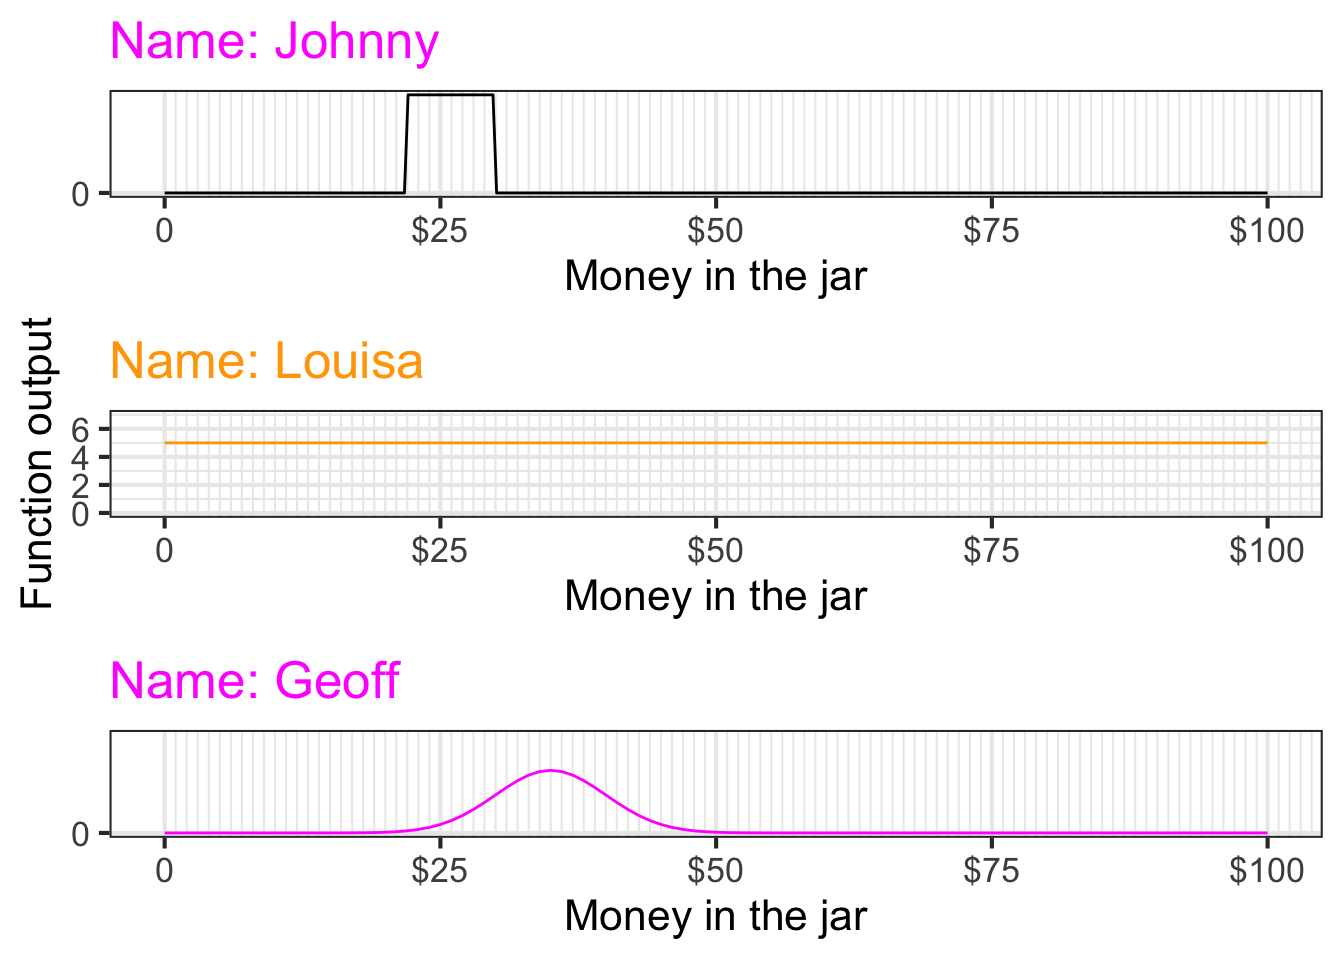 Name: Johnny
0
0 $25 $50 $75 $100
Money in the jar
Function output
Name: Louisa
6
4
2
0
0 $25 $50 $75 $100
Money in the jar
Name: Geoff
0
0 $25 $50 $75 $100
Money in the jar